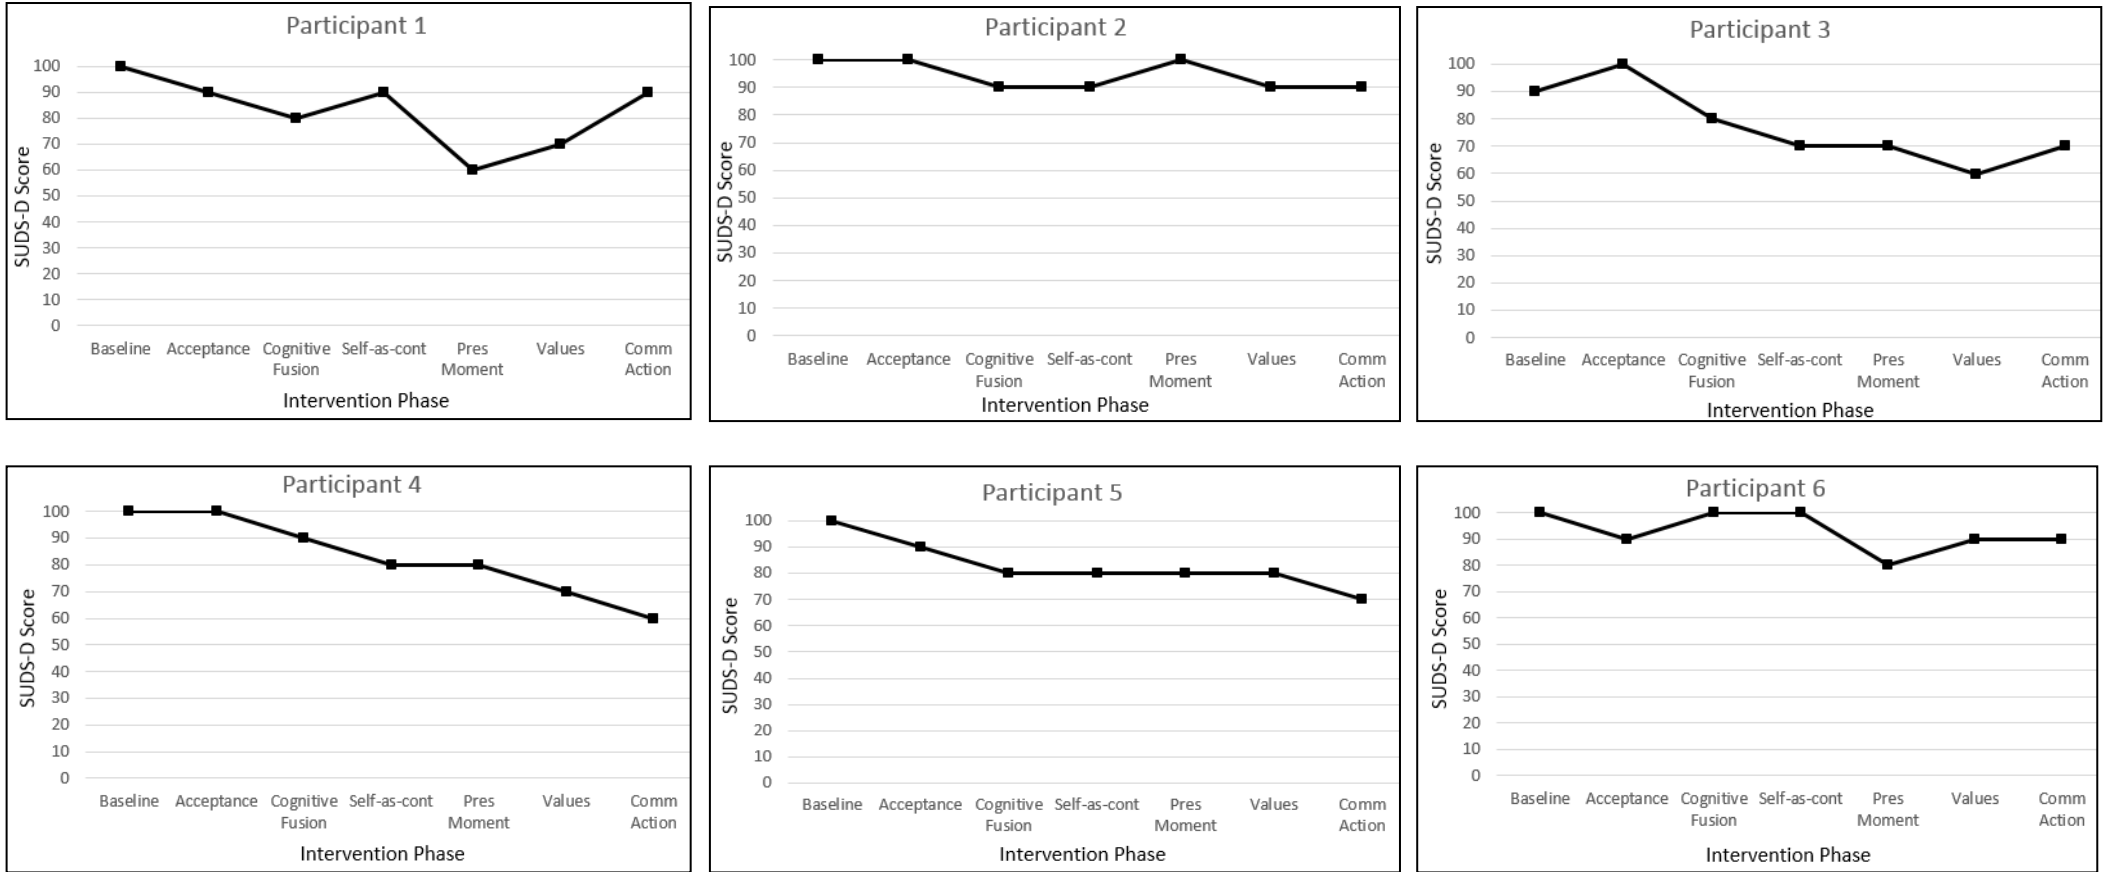 Participant 1
100
90
80
70
60
50
40
30
20
10
0
SUDS-D Score
Baseline Acceptance Cognitive Self-as-cont Pres Values Comm
Fusion Moment Action
Intervention Phase
Participant 2
100
90
80
70
60
50
40
30
20
10
0
SUDS-D Score
Baseline Acceptance Cognitive Self-as-cont Pres Values Comm
Fusion Moment Action
Intervention Phase
Participant 3
100
90
80
70
60
50
40
30
20
10
0
SUDS-D Score
Baseline Acceptance Cognitive Self-as-cont Pres Values Comm
Fusion Moment Action
Intervention Phase
Participant 4
100
90
80
70
60
50
40
30
20
10
0
SUDS-D Score
Baseline Acceptance Cognitive Self-as-cont Pres Values Comm
Fusion Moment Action
Intervention Phase
Participant 5
100
90
80
70
60
50
40
30
20
10
0
SUDS-D Score
Baseline Acceptance Cognitive Self-as-cont Pres Values Comm
Fusion Moment Action
Intervention Phase
Participant 6
100
90
80
70
60
50
40
30
20
10
0
SUDS-D Score
Baseline Acceptance Cognitive Self-as-cont Pres Values Comm
Fusion Moment Action
Intervention Phase